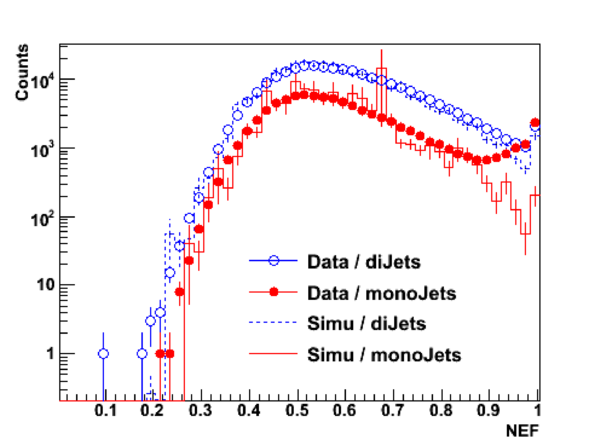 Counts
10⁴
10³
10²
10
1
Data / diJets
Data / monoJets
Simu / diJets
Simu / monoJets
0.1 0.2 0.3 0.4 0.5 0.6 0.7 0.8 0.9 1
NEF